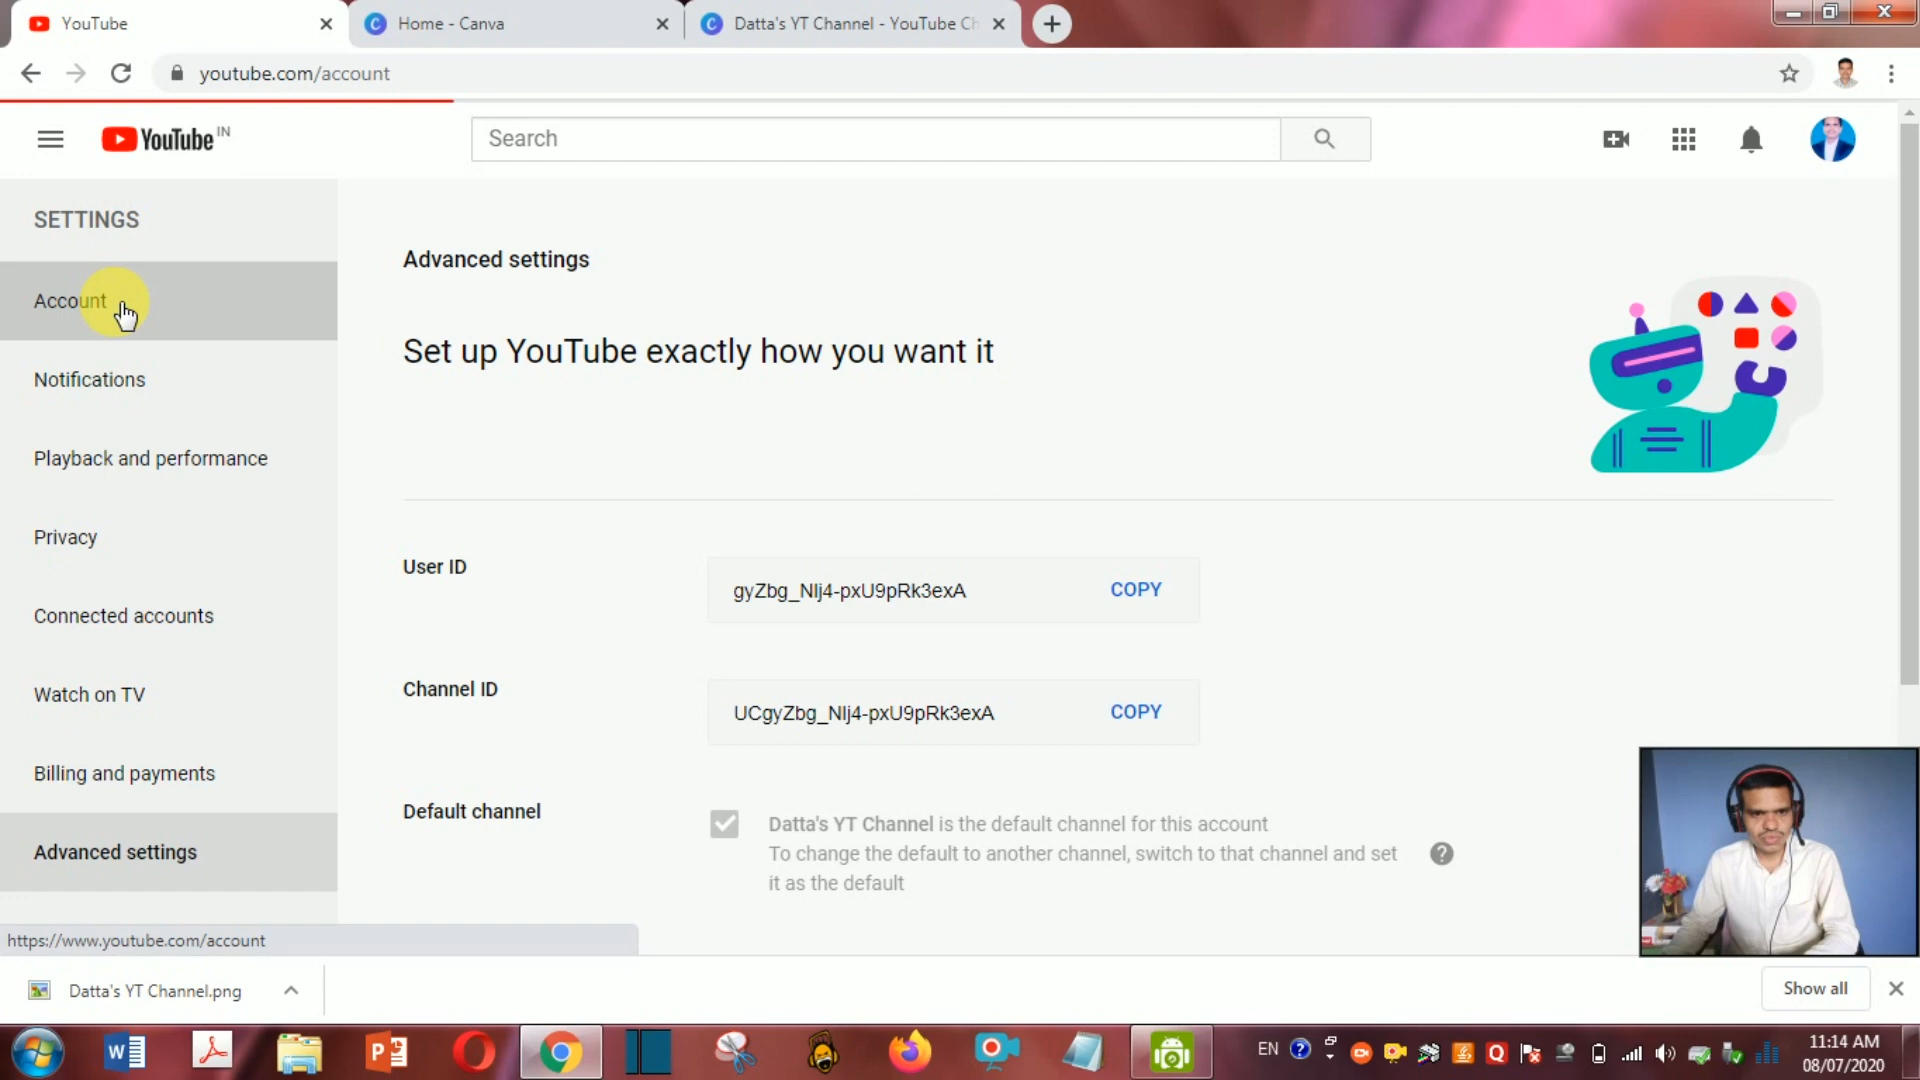 YouTube
Home - Canva
Datta's YT Channel - YouTube Ch
youtube.com/account
YouTube IN
Search
SETTINGS
Account
Notifications
Playback and performance
Privacy
Connected accounts
Watch on TV
Billing and payments
Advanced settings
Advanced settings
Set up YouTube exactly how you want it
User ID
gyZbg_NIj4-pxU9pRk3exA
COPY
Channel ID
UCgyZbg_NIj4-pxU9pRk3exA
COPY
Default channel
Datta's YT Channel is the default channel for this account
To change the default to another channel, switch to that channel and set
it as the default
https://www.youtube.com/account
Datta's YT Channel.png
Show all
EN
11:14 AM
08/07/2020